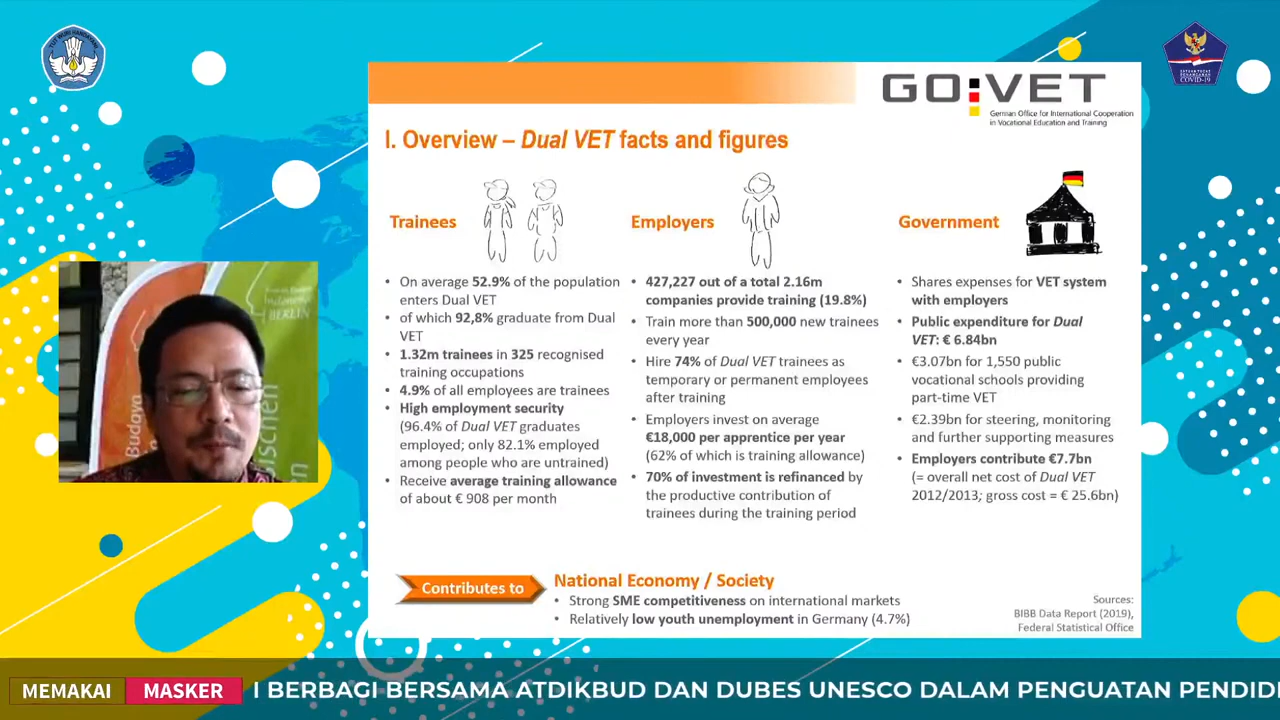 TUT WURI HANDAYANI
SATUAN TUGAS
PENANGANAN
COVID-19
GO:VET
German Office for International Cooperation
in Vocational Education and Training
I. Overview – Dual VET facts and figures
Trainees
• On average 52.9% of the population
enters Dual VET
• of which 92,8% graduate from Dual
VET
• 1.32m trainees in 325 recognised
training occupations
• 4.9% of all employees are trainees
• High employment security
(96.4% of Dual VET graduates
employed; only 82.1% employed
among people who are untrained)
• Receive average training allowance
of about € 908 per month
Employers
• 427,227 out of a total 2.16m
companies provide training (19.8%)
• Train more than 500,000 new trainees
every year
• Hire 74% of Dual VET trainees as
temporary or permanent employees
after training
• Employers invest on average
€18,000 per apprentice per year
(62% of which is training allowance)
• 70% of investment is refinanced by
the productive contribution of
trainees during the training period
Government
• Shares expenses for VET system
with employers
• Public expenditure for Dual
VET: € 6.84bn
• €3.07bn for 1,550 public
vocational schools providing
part-time VET
• €2.39bn for steering, monitoring
and further supporting measures
• Employers contribute €7.7bn
(= overall net cost of Dual VET
2012/2013; gross cost = € 25.6bn)
Contributes to
National Economy / Society
• Strong SME competitiveness on international markets
• Relatively low youth unemployment in Germany (4.7%)
Sources:
BIBB Data Report (2019),
Federal Statistical Office
BERLIN
Budaya
MEMAKAI MASKER
I BERBAGI BERSAMA ATDIKBUD DAN DUBES UNESCO DALAM PENGUATAN PENDIDI